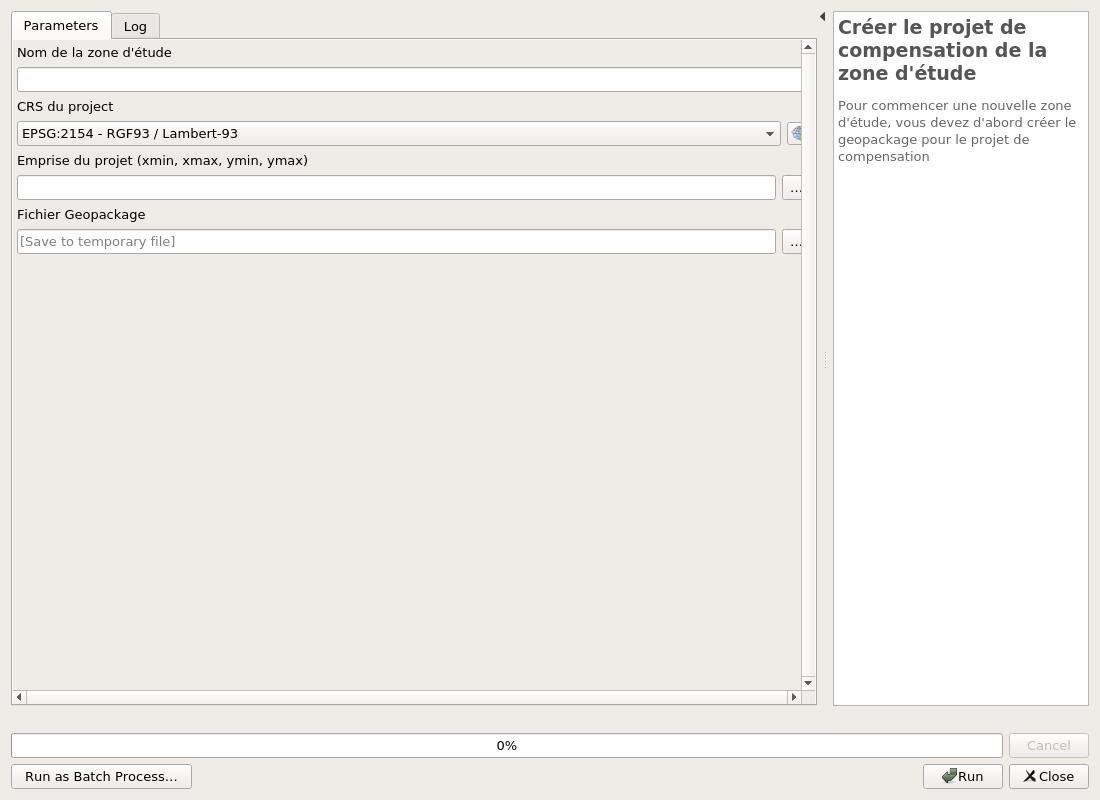 Parameters
Log
Nom de la zone d'étude
CRS du project
EPSG:2154 - RGF93 / Lambert-93
Emprise du projet (xmin, xmax, ymin, ymax)
...
Fichier Geopackage
[Save to temporary file]
...
Créer le projet de
compensation de la
zone d'étude
Pour commencer une nouvelle zone
d'étude, vous devez d'abord créer le
geopackage pour le projet de
compensation
0%
Cancel
Run as Batch Process...
Run
Close